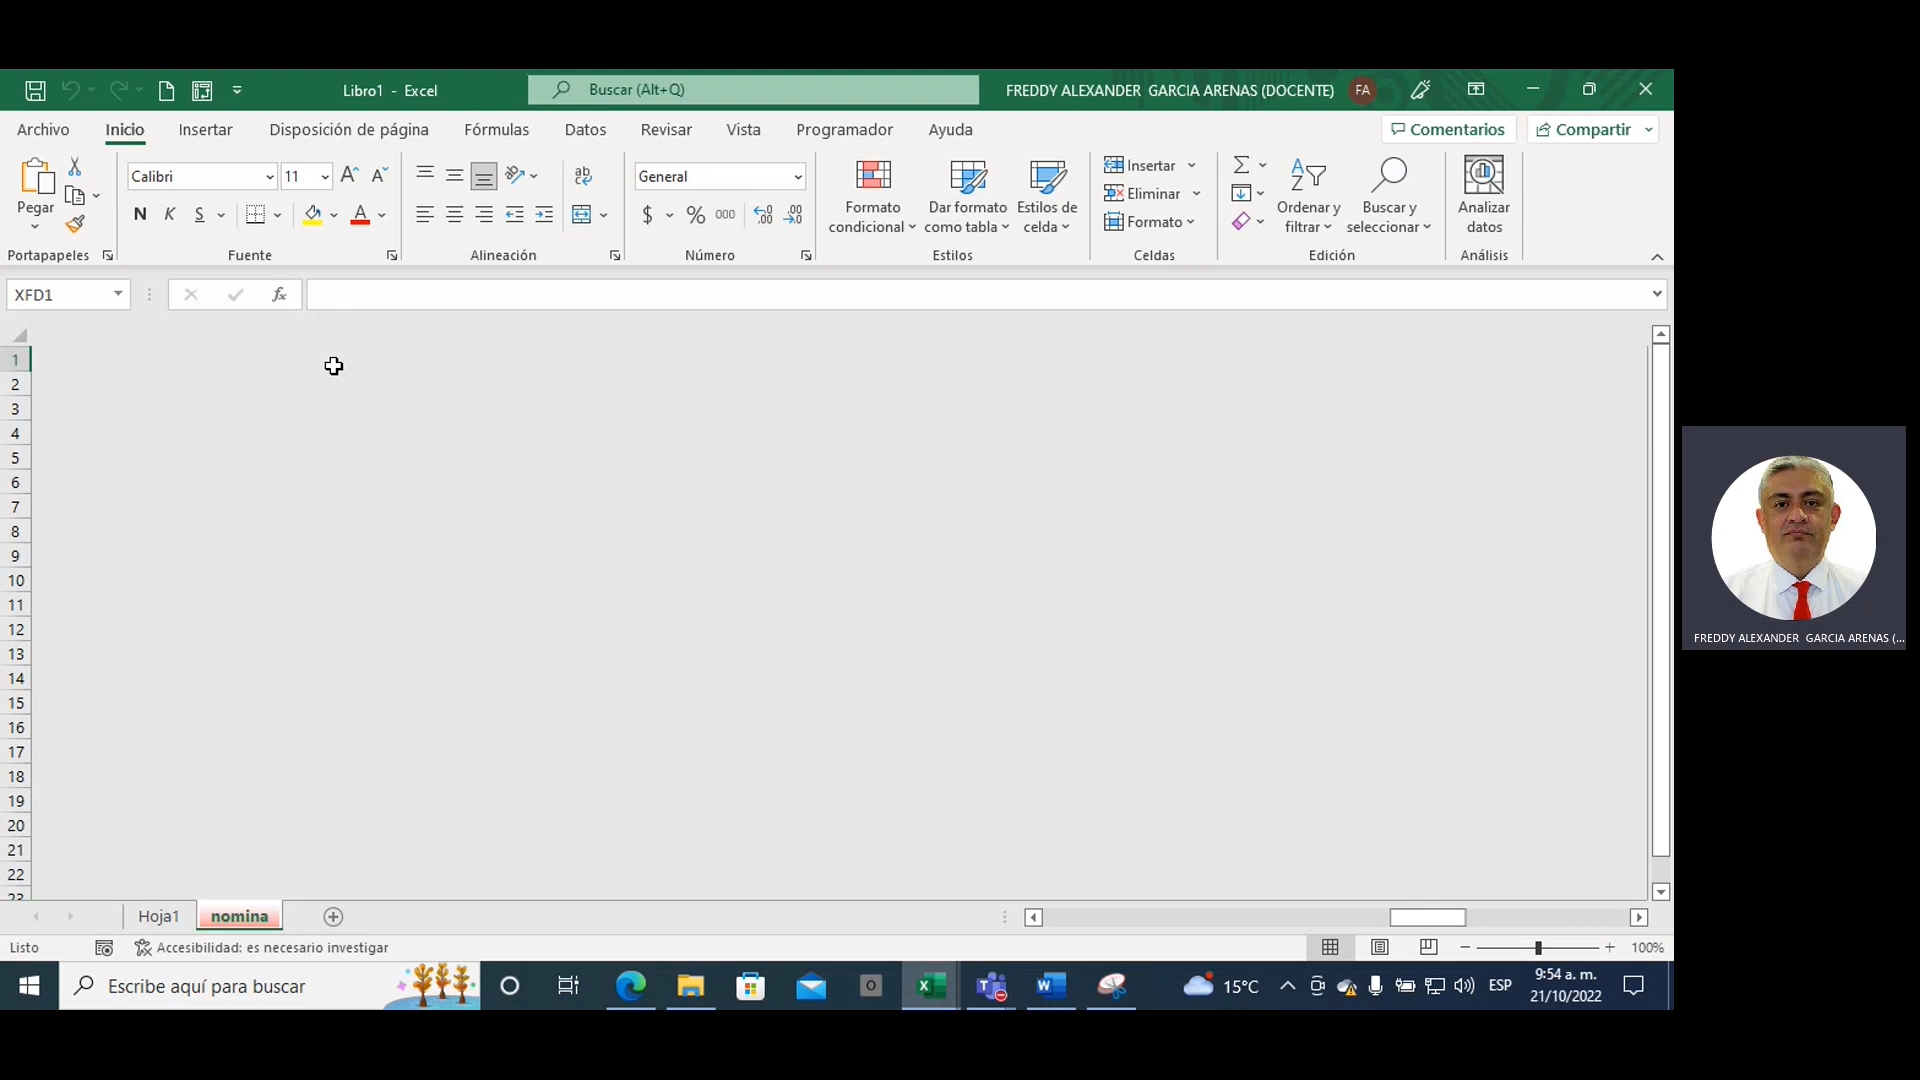 Libro1 - Excel
Buscar (Alt+Q)
FREDDY ALEXANDER GARCIA ARENAS (DOCENTE)
FA
Archivo Inicio Insertar Disposición de página Fórmulas Datos Revisar Vista Programador Ayuda
Comentarios
Compartir
Pegar
Portapapeles
Calibri
11
A A
N K S
A
Fuente
ab
Alineación
General
$ % 000
Número
Formato condicional
Dar formato como tabla
Estilos de celda
Estilos
Insertar
Eliminar
Formato
Celdas
Ordenar y filtrar
Buscar y seleccionar
Edición
Analizar datos
Análisis
XFD1
fx
1
2
3
4
5
6
7
8
9
10
11
12
13
14
15
16
17
18
19
20
21
22
23
FREDDY ALEXANDER GARCIA ARENAS (...
Hoja1 nomina
Listo
Accesibilidad: es necesario investigar
100%
Escribe aquí para buscar
15°C
ESP
9:54 a. m.
21/10/2022